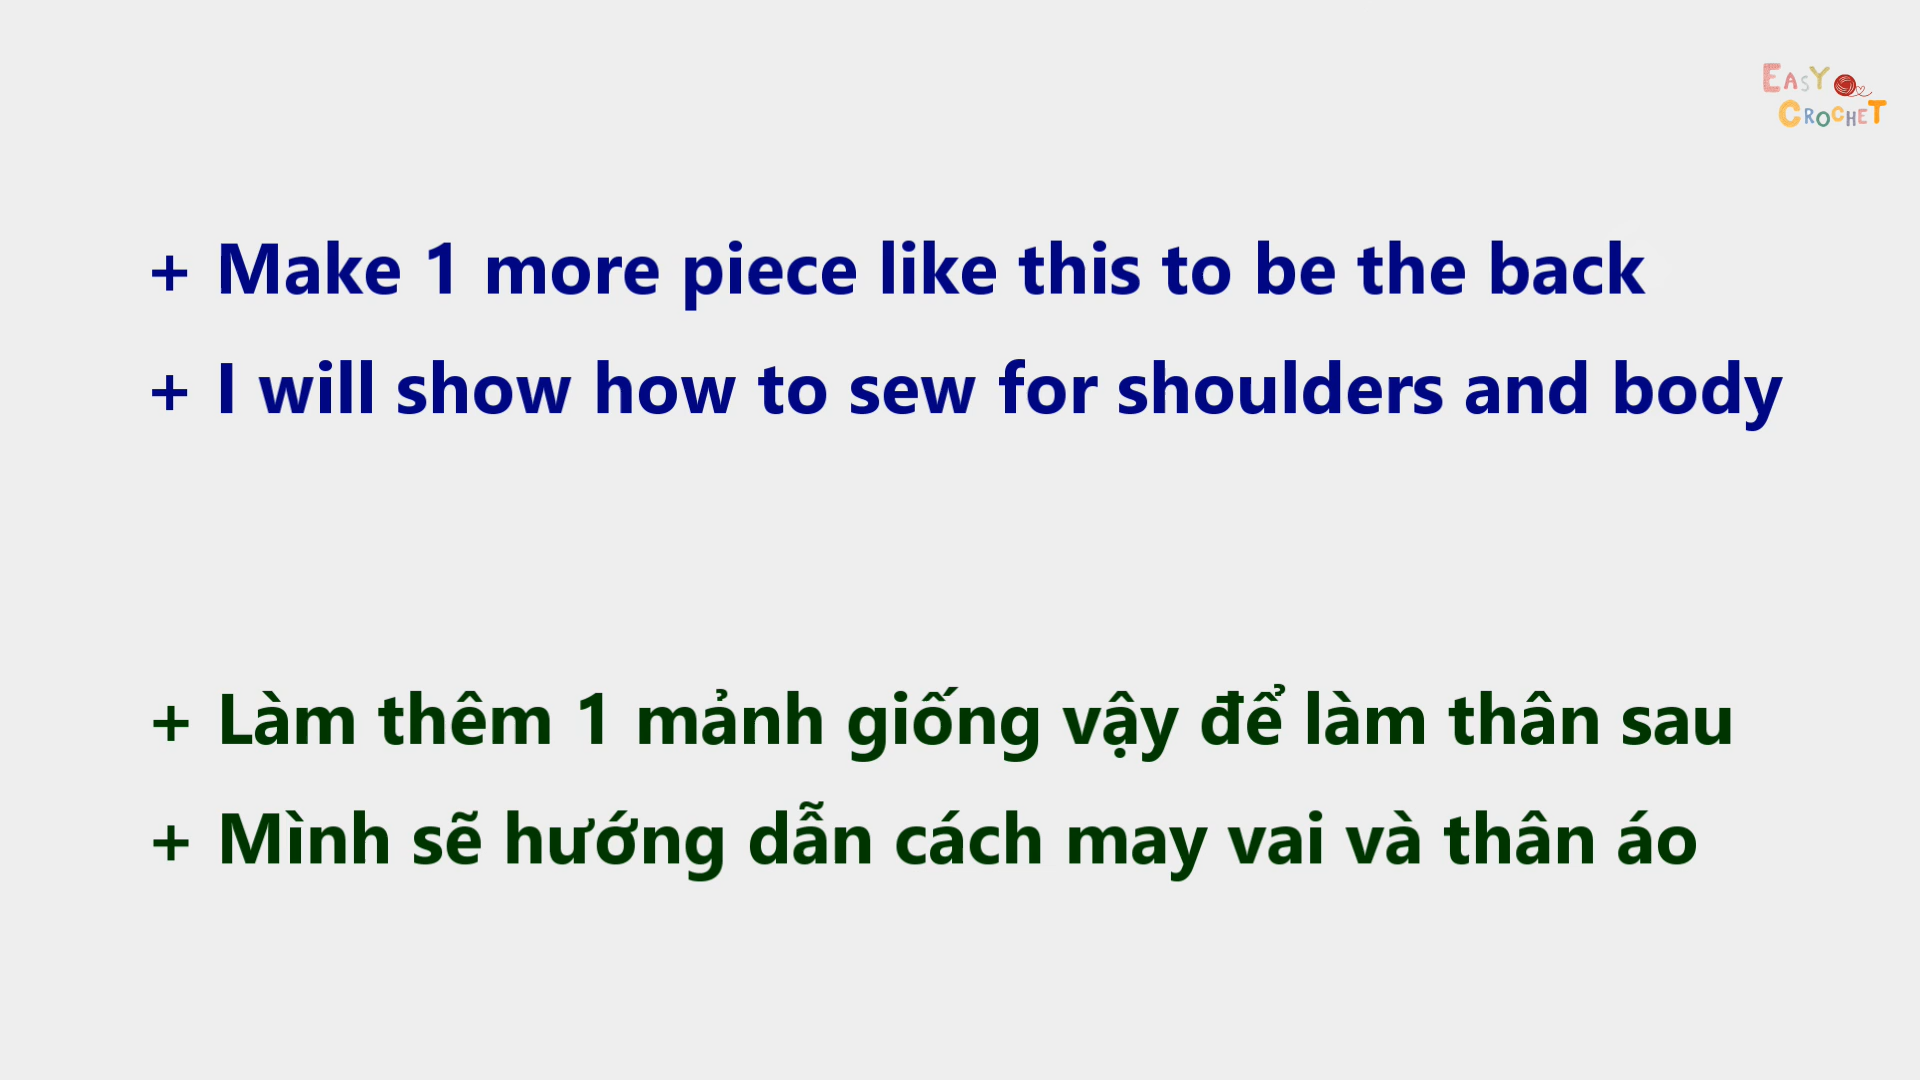 EASY
CROCHET
+ Make 1 more piece like this to be the back
+ I will show how to sew for shoulders and body
+ Làm thêm 1 mảnh giống vậy để làm thân sau
+ Mình sẽ hướng dẫn cách may vai và thân áo